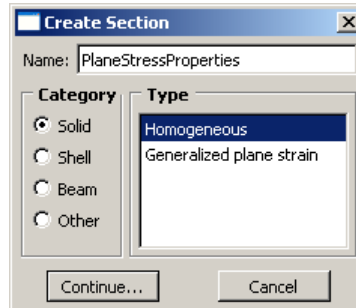 Create Section
Name: PlaneStressProperties
Category
Type
Solid
Shell
Beam
Other
Homogeneous
Generalized plane strain
Continue...
Cancel